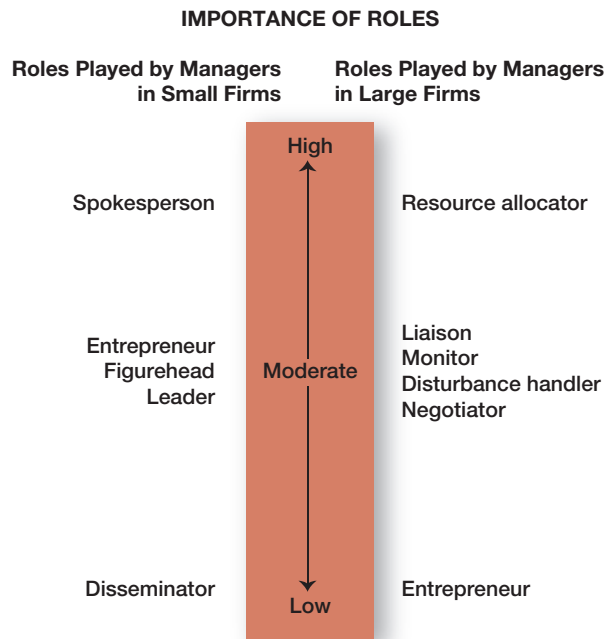 IMPORTANCE OF ROLES
Roles Played by Managers
in Small Firms
Roles Played by Managers
in Large Firms
High
Spokesperson
Resource allocator
Entrepreneur
Figurehead
Leader
Moderate
Liaison
Monitor
Disturbance handler
Negotiator
Disseminator
Entrepreneur
Low